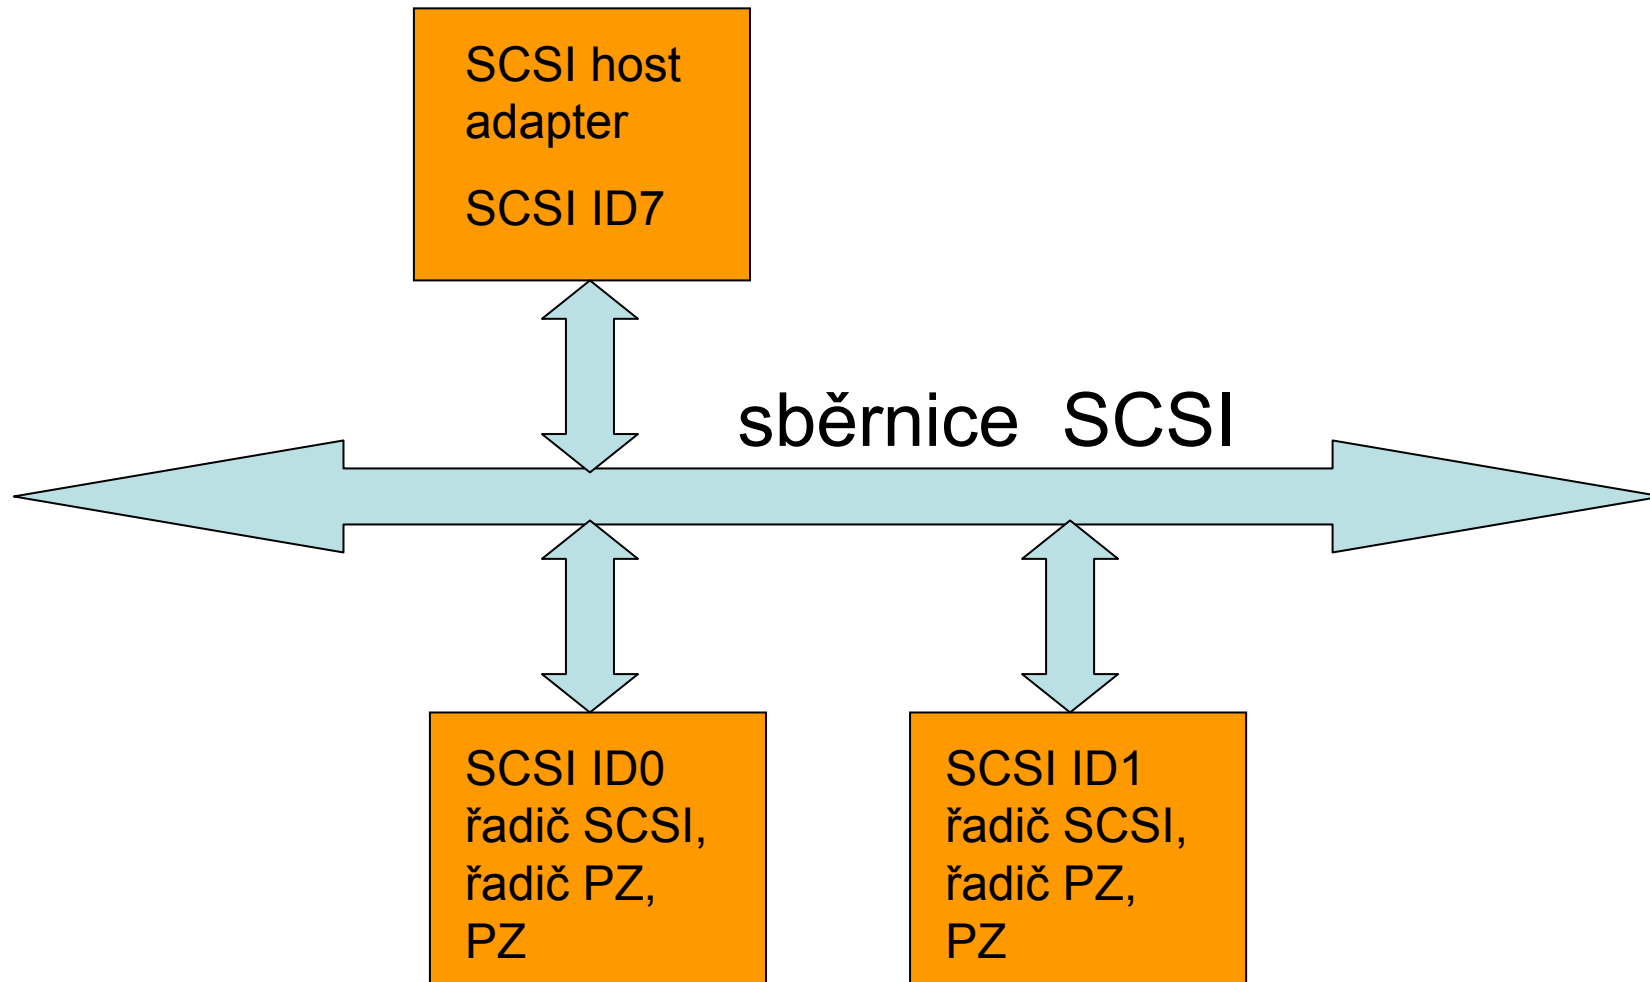 SCSI host
adapter
SCSI ID7
sběrnice SCSI
SCSI ID0
řadič SCSI,
řadič PZ,
PZ
SCSI ID1
řadič SCSI,
řadič PZ,
PZ